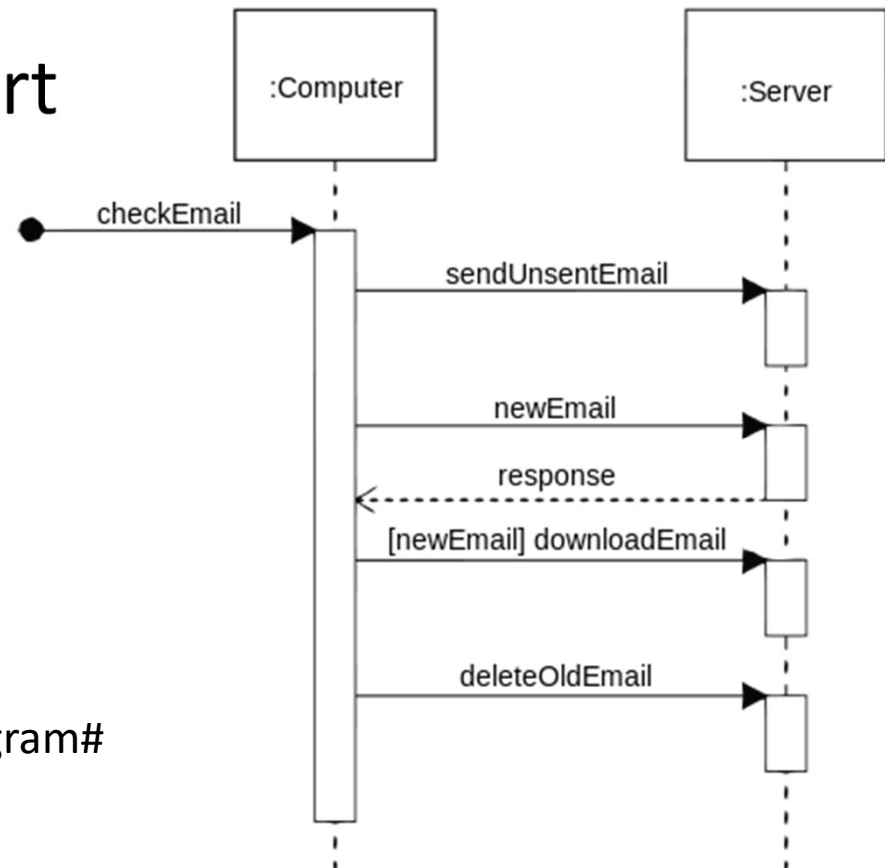 rt
:Computer
:Server
checkEmail
sendUnsentEmail
newEmail
response
[newEmail] downloadEmail
deleteOldEmail
gram#